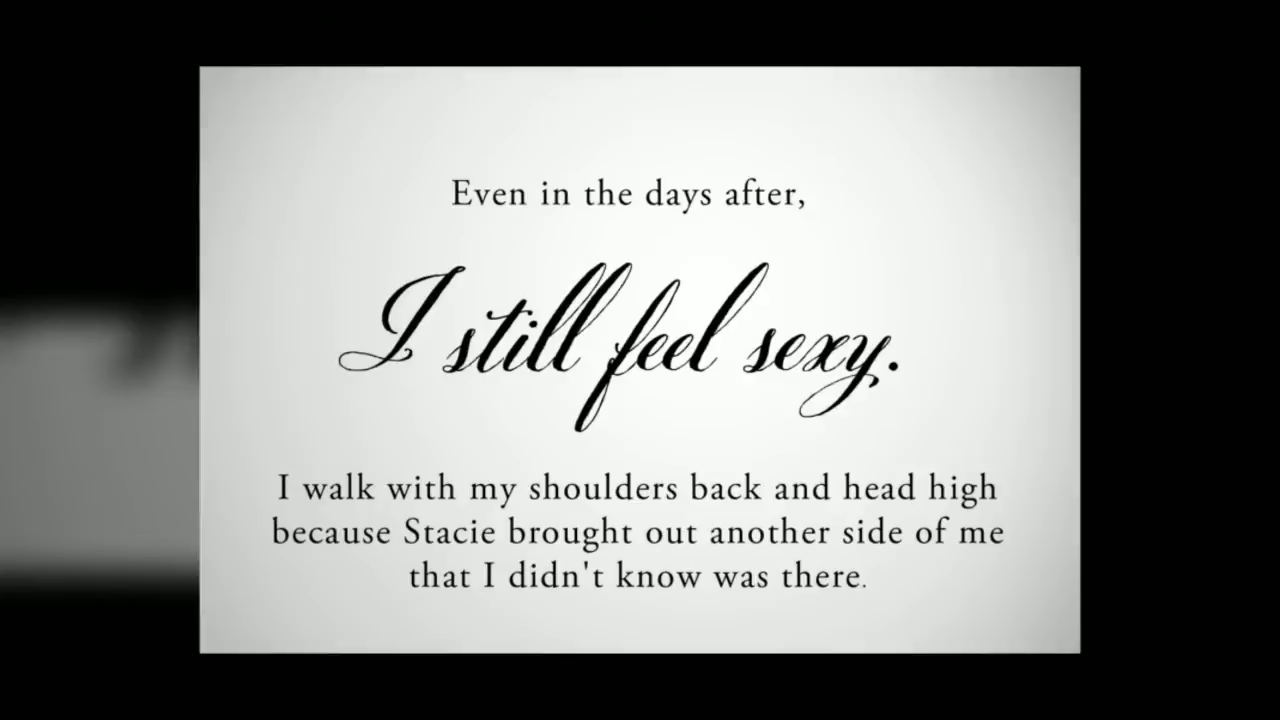 Even in the days after,
I still feel sexy.
I walk with my shoulders back and head high
because Stacie brought out another side of me
that I didn't know was there.